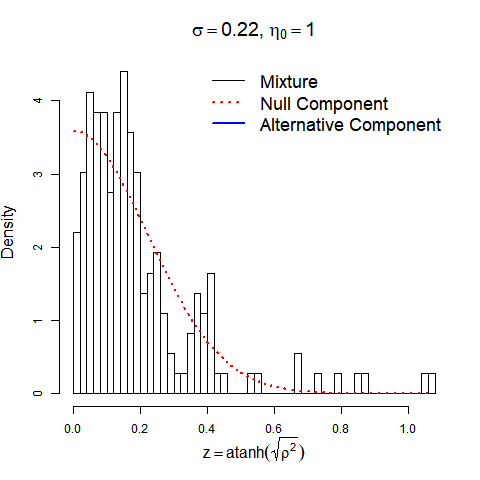 σ = 0.22, η₀ = 1
Mixture
Null Component
Alternative Component
Density
4
3
2
1
0
0.0 0.2 0.4 0.6 0.8 1.0
z = atanh(√ρ²)